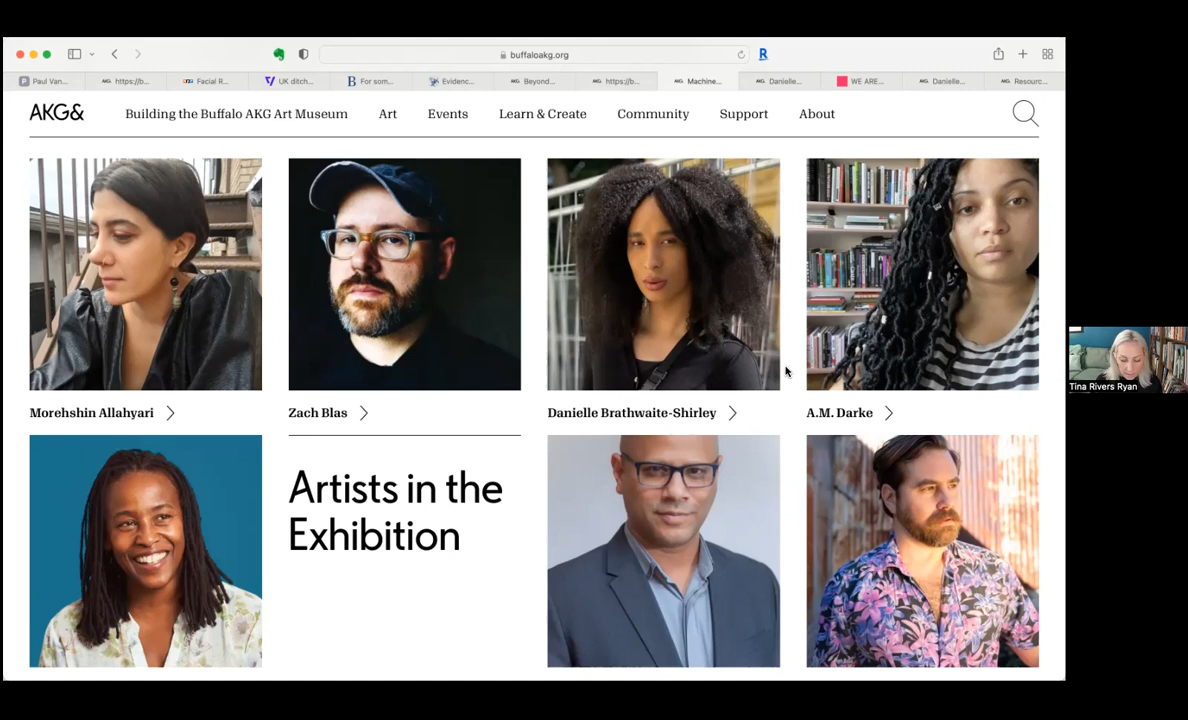 buffaloakg.org
Paul Van...
https://b...
Facial R...
UK ditch...
For som...
Evidenc...
Beyond...
https://b...
Machine...
Danielle...
WE ARE...
Danielle...
Resourc...
AKG&
Building the Buffalo AKG Art Museum
Art
Events
Learn & Create
Community
Support
About
Morehshin Allahyari
Zach Blas
Danielle Brathwaite-Shirley
A.M. Darke
Artists in the
Exhibition
Tina Rivers Ryan